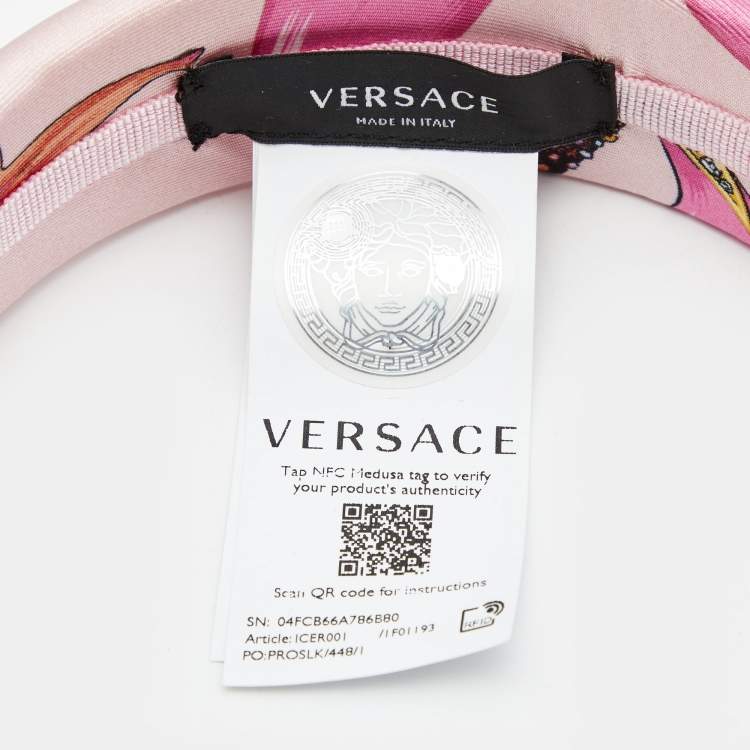 VERSACE
MADE IN ITALY
VERSACE
Tap NFC Medusa tag to verify
your product's authenticity
Scan QR code for instructions
SN: 04FCB66A786B80
Article: ICER001 /1F01193
PO:PROSLK/448/1
RFID